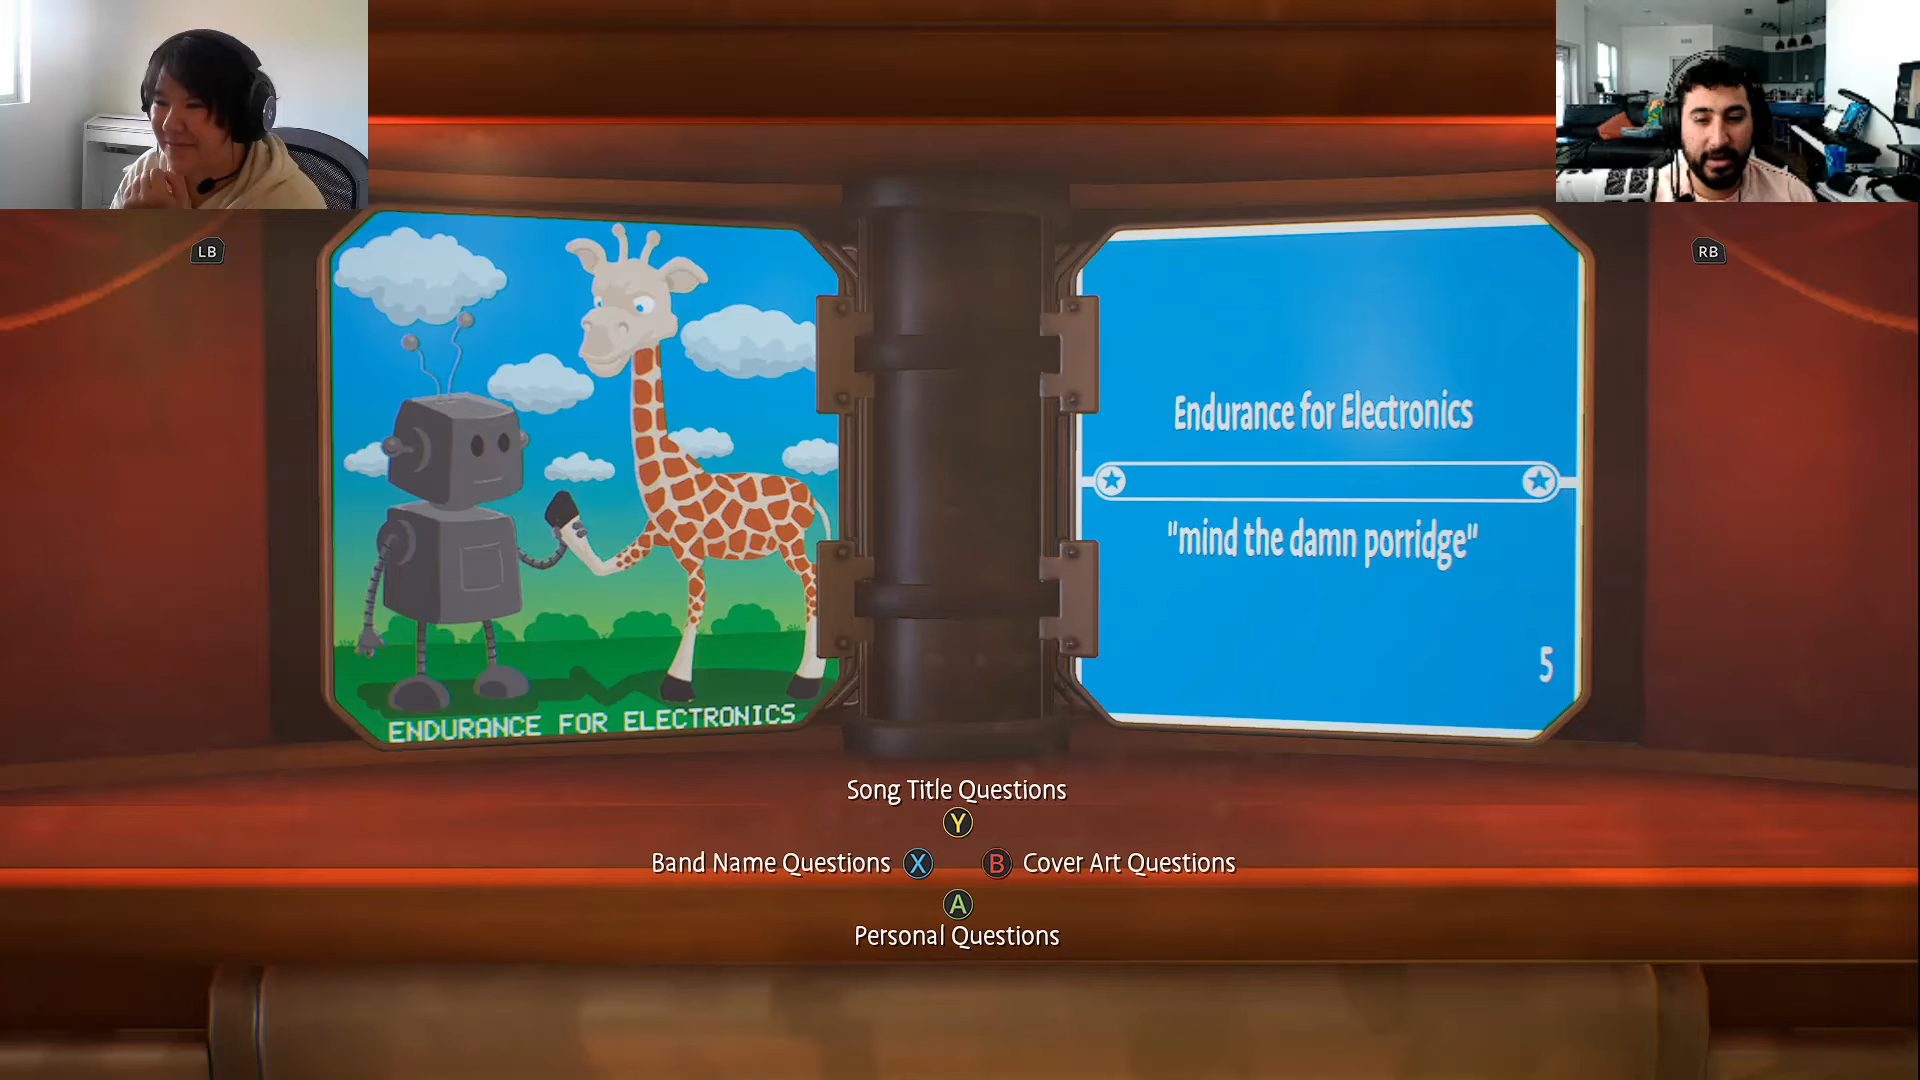 LB
RB
ENDURANCE FOR ELECTRONICS
Endurance for Electronics
"mind the damn porridge"
5
Song Title Questions
Y
Band Name Questions X B Cover Art Questions
A
Personal Questions